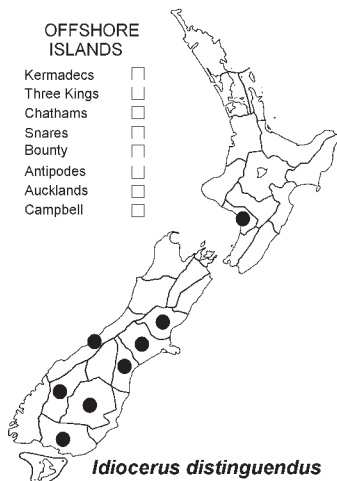 OFFSHORE
ISLANDS
Kermadecs
Three Kings
Chathams
Snares
Bounty
Antipodes
Aucklands
Campbell
Idiocerus distinguendus